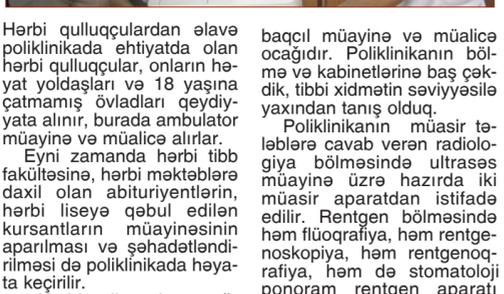 Hərbi qulluqçulardan əlavə
poliklinikada ehtiyatda olan
hərbi qulluqçular, onların hə-
yat yoldaşları və 18 yaşına
çatmamış övladları qeydiy-
yata alınır, burada ambulator
müayinə və müalicə alırlar.
Eyni zamanda hərbi tibb
fakültəsinə, hərbi məktəblərə
daxil olan abituriyentlərin,
hərbi liseyə qəbul edilən
kursantların müayinəsinin
aparılması və şəhadətləndi-
rilməsi də poliklinikada həya-
ta keçirilir.
baqcıl müayinə və müalicə
ocağıdır. Poliklinikanın böl-
mə və kabinetlərinə baş çək-
dik, tibbi xidmətin səviyyəsilə
yaxından tanış olduq.
Poliklinikanın müasir tə-
ləblərə cavab verən radiolo-
giya bölməsində ultrasəs
müayinə üzrə hazırda iki
müasir aparatdan istifadə
edilir. Rentgen bölməsində
həm flüoqrafiya, həm rentge-
noskopiya, həm rentgenoq-
rafiya, həm də stomatoloji
ponoram rentgen aparatı